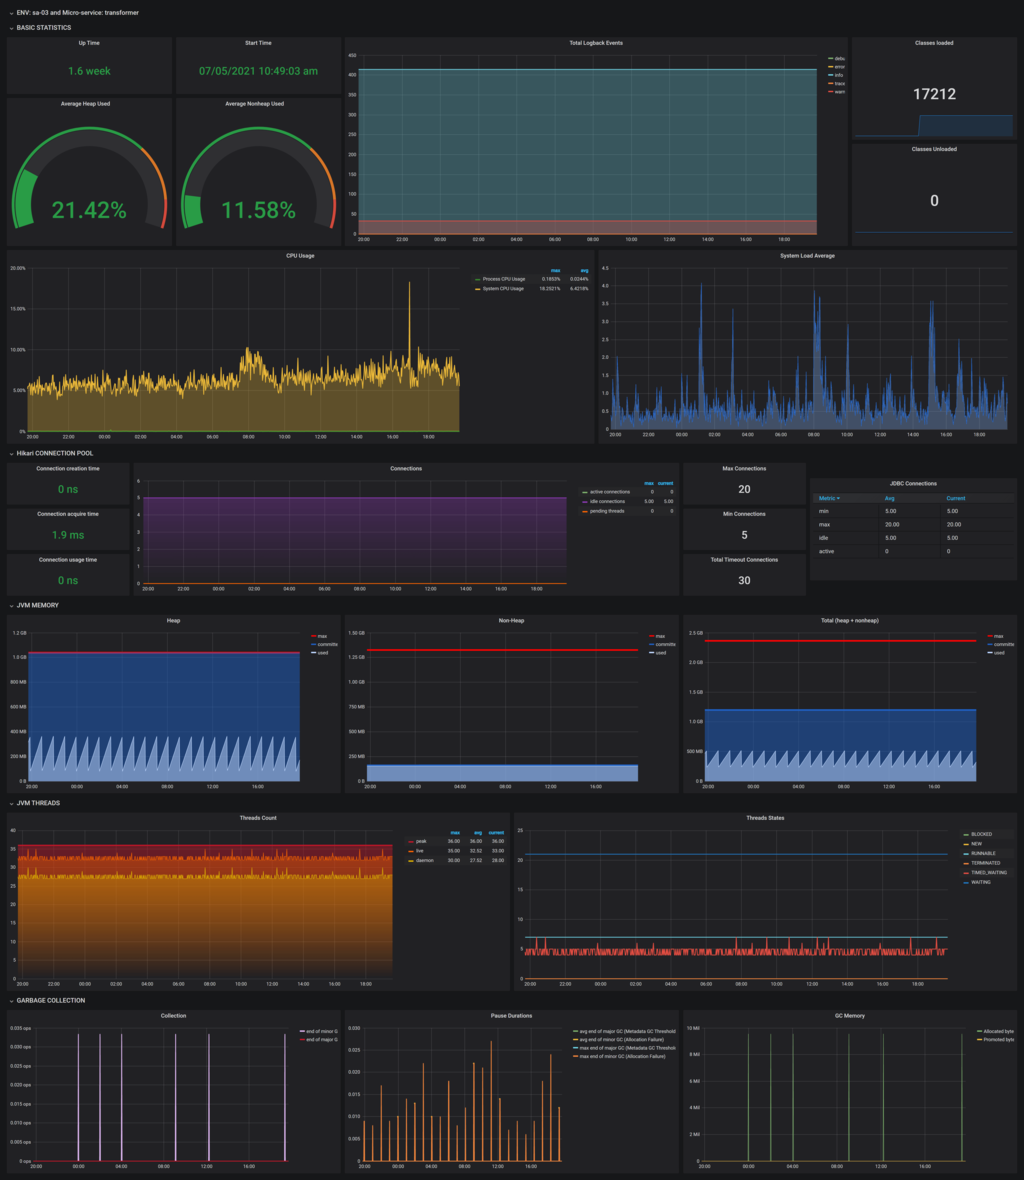 ENV: sa-03 and Micro-service: transformer
BASIC STATISTICS
Up Time
1.6 week
Start Time
07/05/2021 10:49:03 am
Average Heap Used
21.42%
Average Nonheap Used
11.58%
Total Logback Events
450
400
350
300
250
200
150
100
50
0
20:00 22:00 00:00 02:00 04:00 06:00 08:00 10:00 12:00 14:00 16:00 18:00
debu
error
info
trace
warn
Classes loaded
17212
Classes Unloaded
0
CPU Usage
20.00%
15.00%
10.00%
5.00%
0%
20:00 22:00 00:00 02:00 04:00 06:00 08:00 10:00 12:00 14:00 16:00 18:00
max avg
Process CPU Usage 0.1853% 0.0244%
System CPU Usage 18.2521% 6.4218%
System Load Average
4.5
4.0
3.5
3.0
2.5
2.0
1.5
1.0
0.5
0
20:00 22:00 00:00 02:00 04:00 06:00 08:00 10:00 12:00 14:00 16:00 18:00
Hikari CONNECTION POOL
Connection creation time
0 ns
Connection acquire time
1.9 ms
Connection usage time
0 ns
Connections
6
5
4
3
2
1
0
20:00 22:00 00:00 02:00 04:00 06:00 08:00 10:00 12:00 14:00 16:00 18:00
max current
active connections 0 0
idle connections 5.00 5.00
pending threads 0 0
Max Connections
20
Min Connections
5
Total Timeout Connections
30
JDBC Connections
Metric Avg Current
min 5.00 5.00
max 20.00 20.00
idle 5.00 5.00
active 0 0
JVM MEMORY
Heap
1.2 GB
1.0 GB
800 MB
600 MB
400 MB
200 MB
0 B
20:00 00:00 04:00 08:00 12:00 16:00
max
committe
used
Non-Heap
1.50 GB
1.25 GB
1.00 GB
750 MB
500 MB
250 MB
0 B
20:00 00:00 04:00 08:00 12:00 16:00
max
committe
used
Total (heap + nonheap)
2.5 GB
2.0 GB
1.5 GB
1.0 GB
500 MB
0 B
20:00 00:00 04:00 08:00 12:00 16:00
max
committe
used
JVM THREADS
Threads Count
40
35
30
25
20
15
10
5
0
20:00 22:00 00:00 02:00 04:00 06:00 08:00 10:00 12:00 14:00 16:00 18:00
max avg current
peak 36.00 36.00 36.00
live 35.00 32.52 33.00
daemon 30.00 27.52 28.00
Threads States
25
20
15
10
5
0
20:00 22:00 00:00 02:00 04:00 06:00 08:00 10:00 12:00 14:00 16:00 18:00
BLOCKED
NEW
RUNNABLE
TERMINATED
TIMED_WAITING
WAITING
GARBAGE COLLECTION
Collection
0.035 ops
0.030 ops
0.025 ops
0.020 ops
0.015 ops
0.010 ops
0.005 ops
0 ops
20:00 00:00 04:00 08:00 12:00 16:00
end of minor G
end of major G
Pause Durations
0.030
0.025
0.020
0.015
0.010
0.005
0
20:00 00:00 04:00 08:00 12:00 16:00
avg end of major GC (Metadata GC Threshold
avg end of minor GC (Allocation Failure)
max end of major GC (Metadata GC Threshol
max end of minor GC (Allocation Failure)
GC Memory
10 Mil
8 Mil
6 Mil
4 Mil
2 Mil
0
20:00 00:00 04:00 08:00 12:00 16:00
Allocated byte
Promoted byte